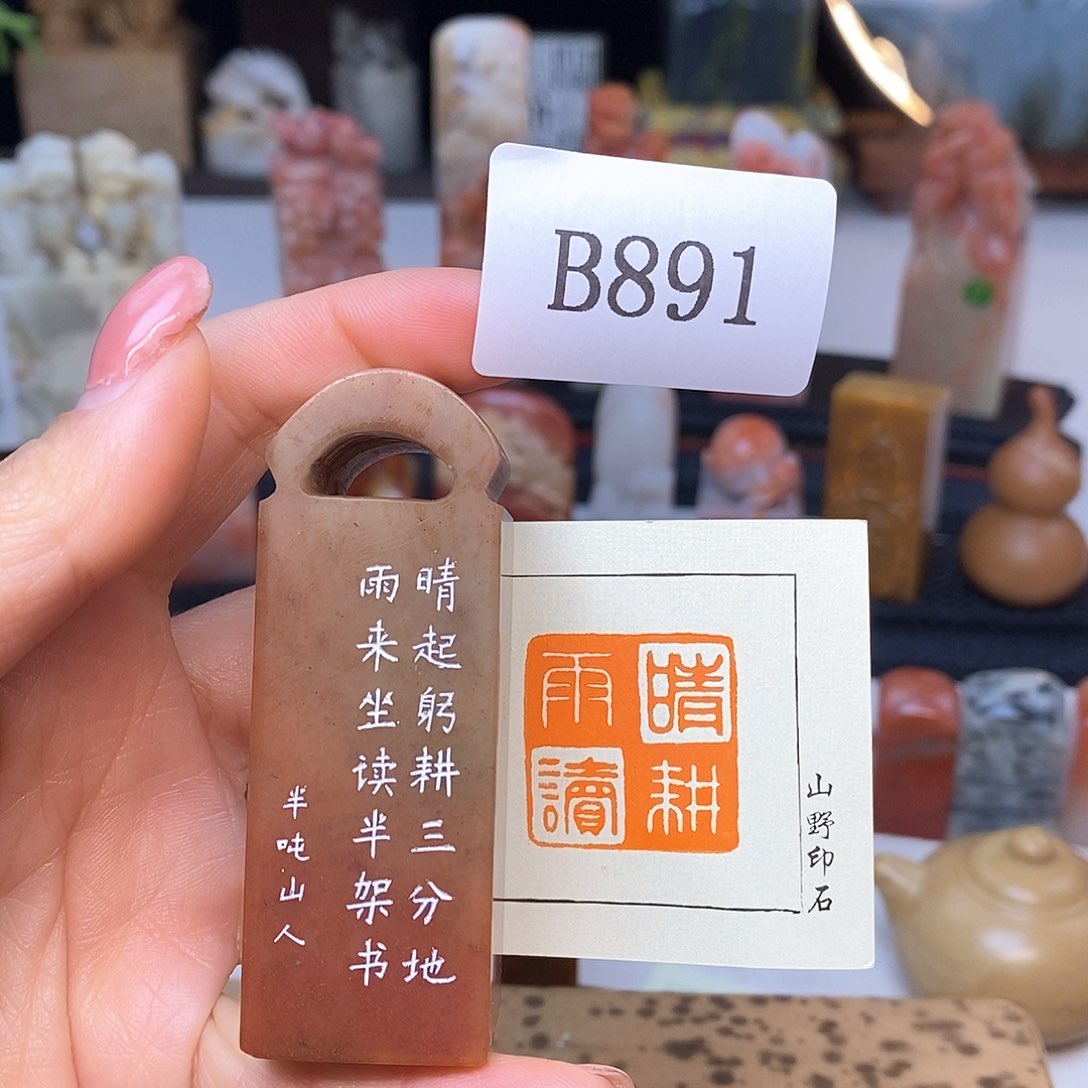 B891
晴起躬耕三分地
雨来坐读半架书
半吨山人
晴耕
雨讀
山野印石